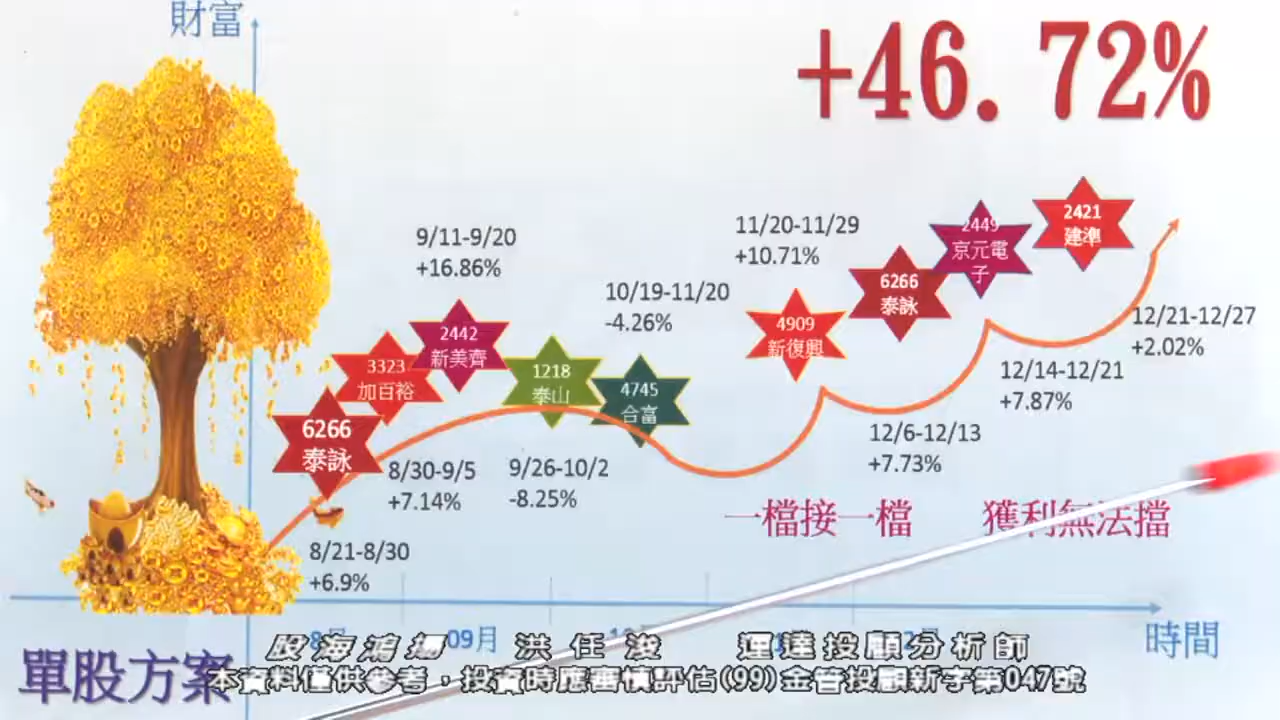 財富
+46.72%
9/11-9/20
+16.86%
11/20-11/29
+10.71%
2449
京元電
子
2421
建準
10/19-11/20
-4.26%
6266
泰詠
12/21-12/27
+2.02%
4909
新復興
2442
新美齊
3323
加百裕
1218
泰山
4745
合富
6266
泰詠
12/14-12/21
+7.87%
12/6-12/13
+7.73%
8/30-9/5
+7.14%
9/26-10/2
-8.25%
一檔接一檔 獲利無法擋
8/21-8/30
+6.9%
09月
時間
股海鴻揚 洪任浚 運達投顧分析師
單股方案
本資料僅供參考，投資時應審慎評估(99)金管投顧新字第047號